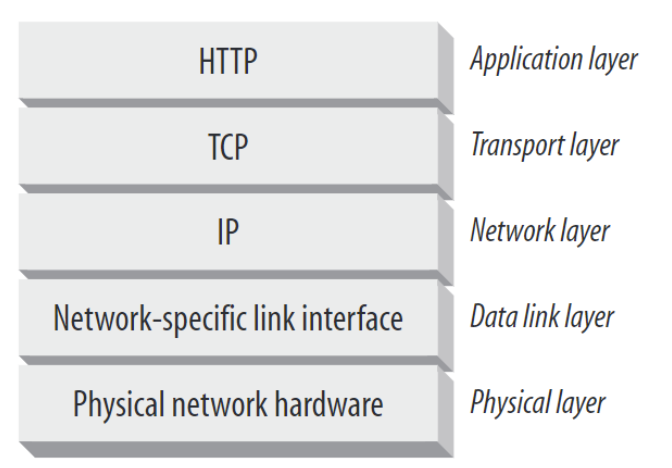 HTTP Application layer
TCP Transport layer
IP Network layer
Network-specific link interface Data link layer
Physical network hardware Physical layer